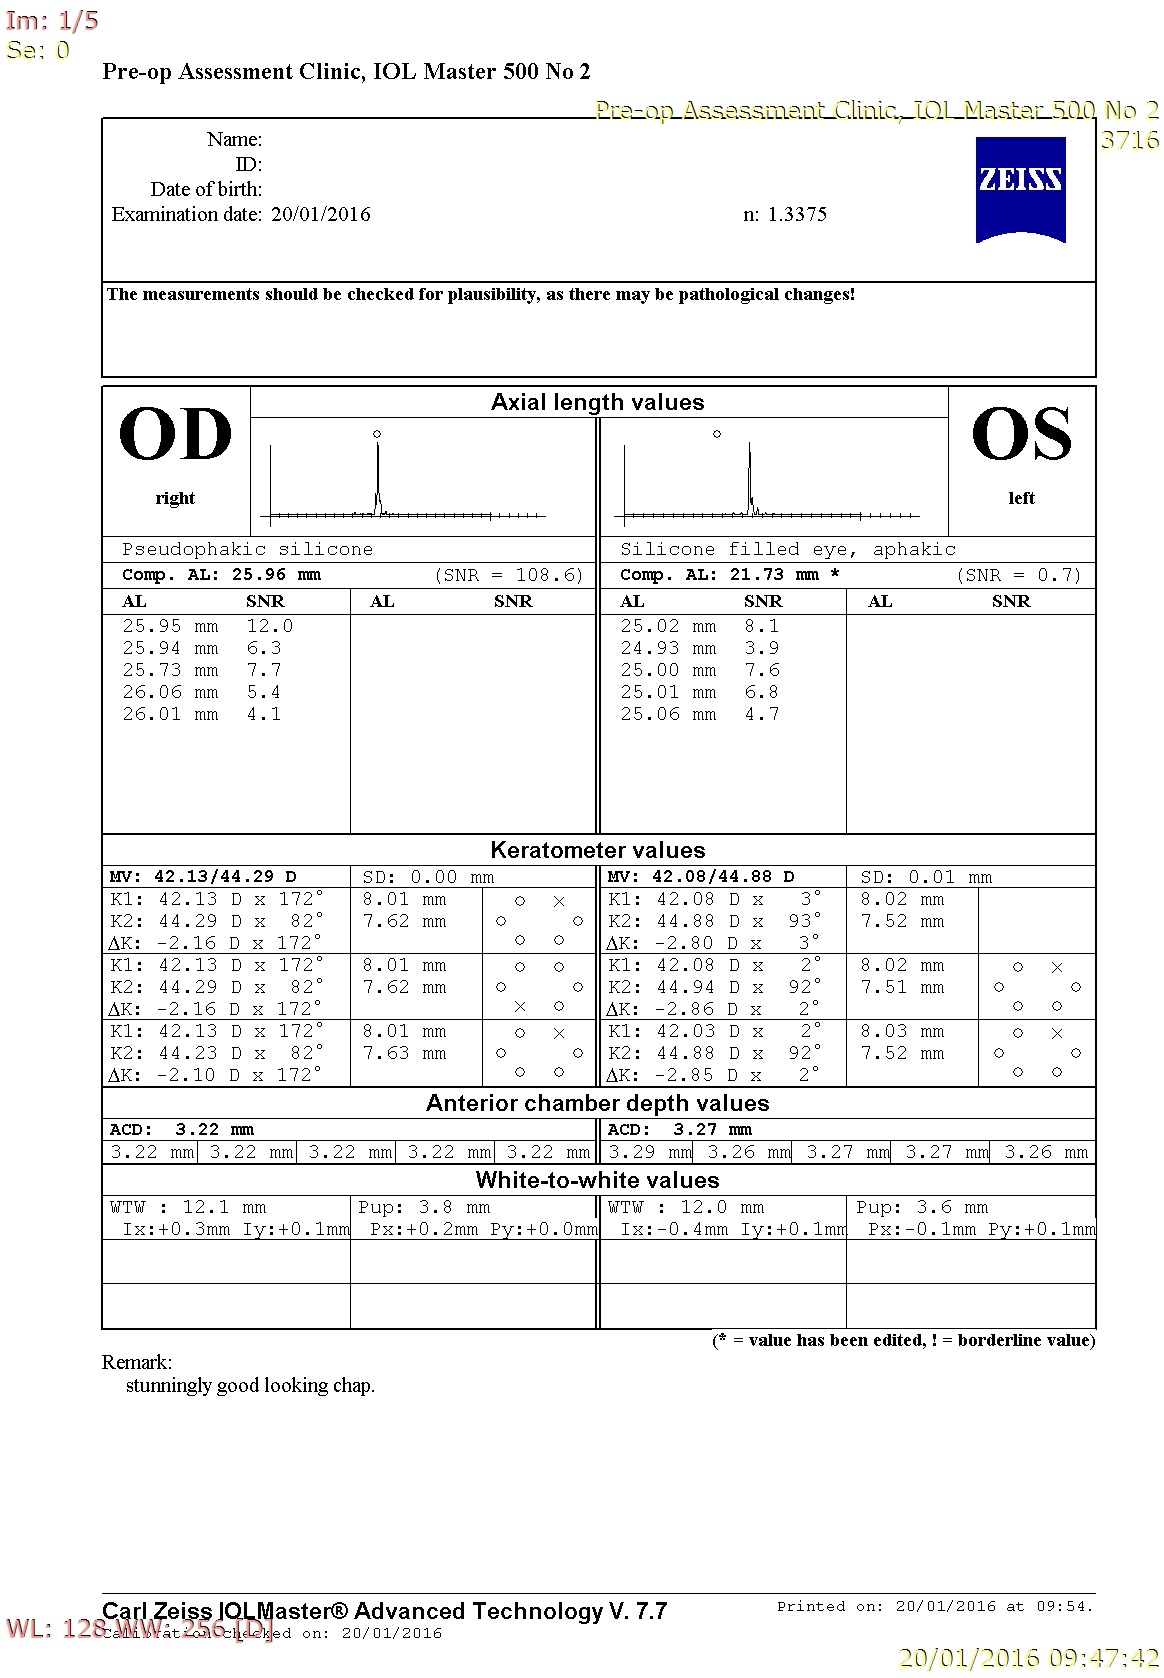 Im: 1/5
Se: 0
Pre-op Assessment Clinic, IOL Master 500 No 2
Pre-op Assessment Clinic, IOL Master 500 No 2
3716
Name:
ID:
Date of birth:
Examination date: 20/01/2016 n: 1.3375
ZEISS
The measurements should be checked for plausibility, as there may be pathological changes!
OD
right
Axial length values
OS
left
Pseudophakic silicone Silicone filled eye, aphakic
Comp. AL: 25.96 mm (SNR = 108.6) Comp. AL: 21.73 mm * (SNR = 0.7)
AL SNR AL SNR AL SNR AL SNR
25.95 mm 12.0 25.02 mm 8.1
25.94 mm 6.3 24.93 mm 3.9
25.73 mm 7.7 25.00 mm 7.6
26.06 mm 5.4 25.01 mm 6.8
26.01 mm 4.1 25.06 mm 4.7
Keratometer values
MV: 42.13/44.29 D SD: 0.00 mm MV: 42.08/44.88 D SD: 0.01 mm
K1: 42.13 D x 172° 8.01 mm K1: 42.08 D x 3° 8.02 mm
K2: 44.29 D x 82° 7.62 mm K2: 44.88 D x 93° 7.52 mm
ΔK: -2.16 D x 172° ΔK: -2.80 D x 3°
K1: 42.13 D x 172° 8.01 mm K1: 42.08 D x 2° 8.02 mm
K2: 44.29 D x 82° 7.62 mm K2: 44.94 D x 92° 7.51 mm
ΔK: -2.16 D x 172° ΔK: -2.86 D x 2°
K1: 42.13 D x 172° 8.01 mm K1: 42.03 D x 2° 8.03 mm
K2: 44.23 D x 82° 7.63 mm K2: 44.88 D x 92° 7.52 mm
ΔK: -2.10 D x 172° ΔK: -2.85 D x 2°
Anterior chamber depth values
ACD: 3.22 mm ACD: 3.27 mm
3.22 mm 3.22 mm 3.22 mm 3.22 mm 3.22 mm 3.29 mm 3.26 mm 3.27 mm 3.27 mm 3.26 mm
White-to-white values
WTW : 12.1 mm Pup: 3.8 mm WTW : 12.0 mm Pup: 3.6 mm
Ix:+0.3mm Iy:+0.1mm Px:+0.2mm Py:+0.0mm Ix:-0.4mm Iy:+0.1mm Px:-0.1mm Py:+0.1mm
(* = value has been edited, ! = borderline value)
Remark:
stunningly good looking chap.
Carl Zeiss IOLMaster® Advanced Technology V. 7.7 Printed on: 20/01/2016 at 09:54.
WL: 128 WW: 256 [D]
Calibration checked on: 20/01/2016
20/01/2016 09:47:42